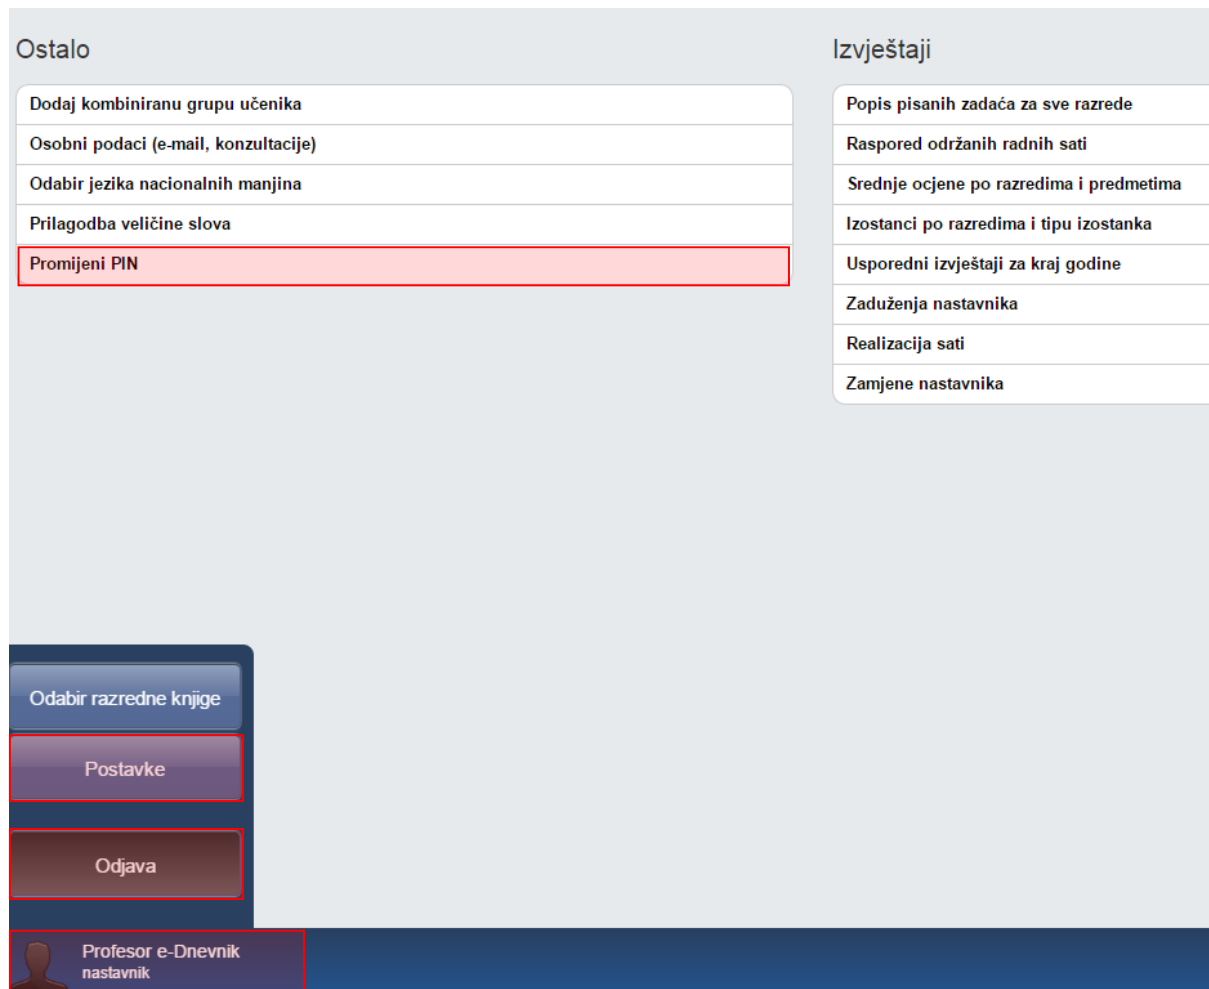 Ostalo
Dodaj kombiniranu grupu učenika
Osobni podaci (e-mail, konzultacije)
Odabir jezika nacionalnih manjina
Prilagodba veličine slova
Promijeni PIN
Izvještaji
Popis pisanih zadaća za sve razrede
Raspored održanih radnih sati
Srednje ocjene po razredima i predmetima
Izostanci po razredima i tipu izostanka
Usporedni izvještaji za kraj godine
Zaduženja nastavnika
Realizacija sati
Zamjene nastavnika
Odabir razredne knjige
Postavke
Odjava
Profesor e-Dnevnik
nastavnik